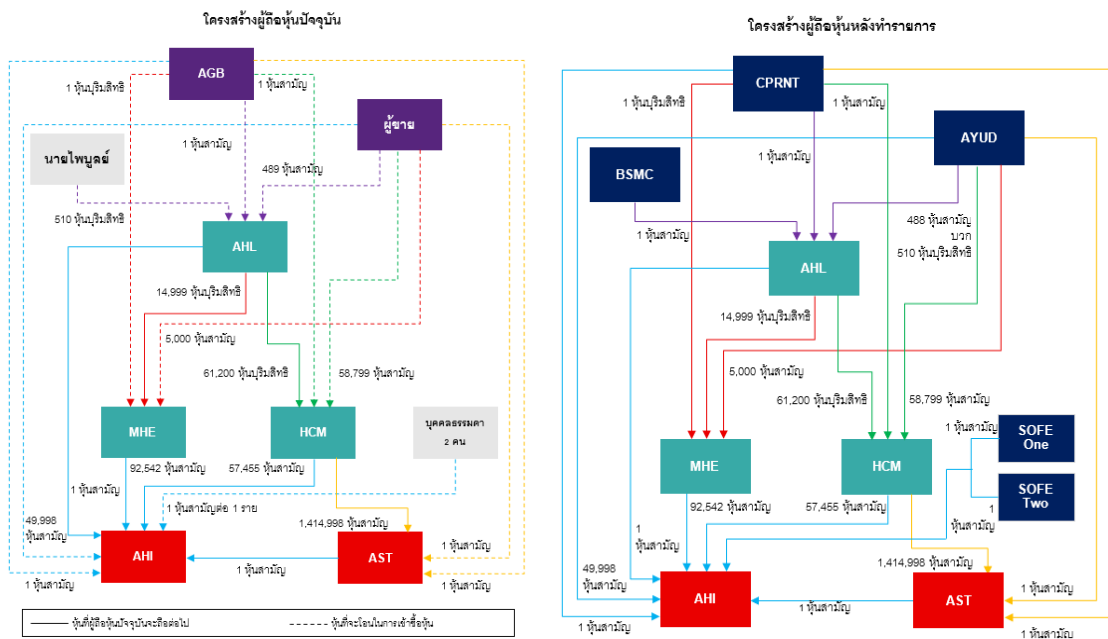 โครงสร้างผู้ถือหุ้นปัจจุบัน
AGB
1 หุ้นบุริมสิทธิ
1 หุ้นสามัญ
ผู้ขาย
นายไพบูลย์
1 หุ้นสามัญ
489 หุ้นสามัญ
510 หุ้นบุริมสิทธิ
AHL
14,999 หุ้นบุริมสิทธิ
5,000 หุ้นสามัญ
61,200 หุ้นบุริมสิทธิ
58,799 หุ้นสามัญ
MHE
HCM
บุคคลธรรมดา
2 คน
92,542 หุ้นสามัญ
57,455 หุ้นสามัญ
1 หุ้นสามัญ
1 หุ้นสามัญต่อ 1 ราย
49,998
หุ้นสามัญ
1,414,998 หุ้นสามัญ
AHI
AST
1 หุ้นสามัญ
1 หุ้นสามัญ
1 หุ้นสามัญ
1 หุ้นสามัญ
หุ้นที่ผู้ถือหุ้นปัจจุบันจะถือต่อไป
หุ้นที่จะโอนในการเข้าซื้อหุ้น
โครงสร้างผู้ถือหุ้นหลังทำรายการ
CPRNT
1 หุ้นบุริมสิทธิ
1 หุ้นสามัญ
AYUD
BSMC
1 หุ้นสามัญ
1 หุ้นสามัญ
488 หุ้นสามัญ
บวก
510 หุ้นบุริมสิทธิ
AHL
14,999 หุ้นบุริมสิทธิ
5,000 หุ้นสามัญ
61,200 หุ้นบุริมสิทธิ
58,799 หุ้นสามัญ
1 หุ้นสามัญ
SOFE
One
MHE
HCM
92,542 หุ้นสามัญ
57,455 หุ้นสามัญ
SOFE
Two
1
หุ้นสามัญ
1
หุ้นสามัญ
49,998
หุ้นสามัญ
1,414,998 หุ้นสามัญ
AHI
AST
1 หุ้นสามัญ
1 หุ้นสามัญ
1 หุ้นสามัญ
1 หุ้นสามัญ